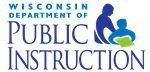 WISCONSIN
DEPARTMENT OF
PUBLIC
INSTRUCTION